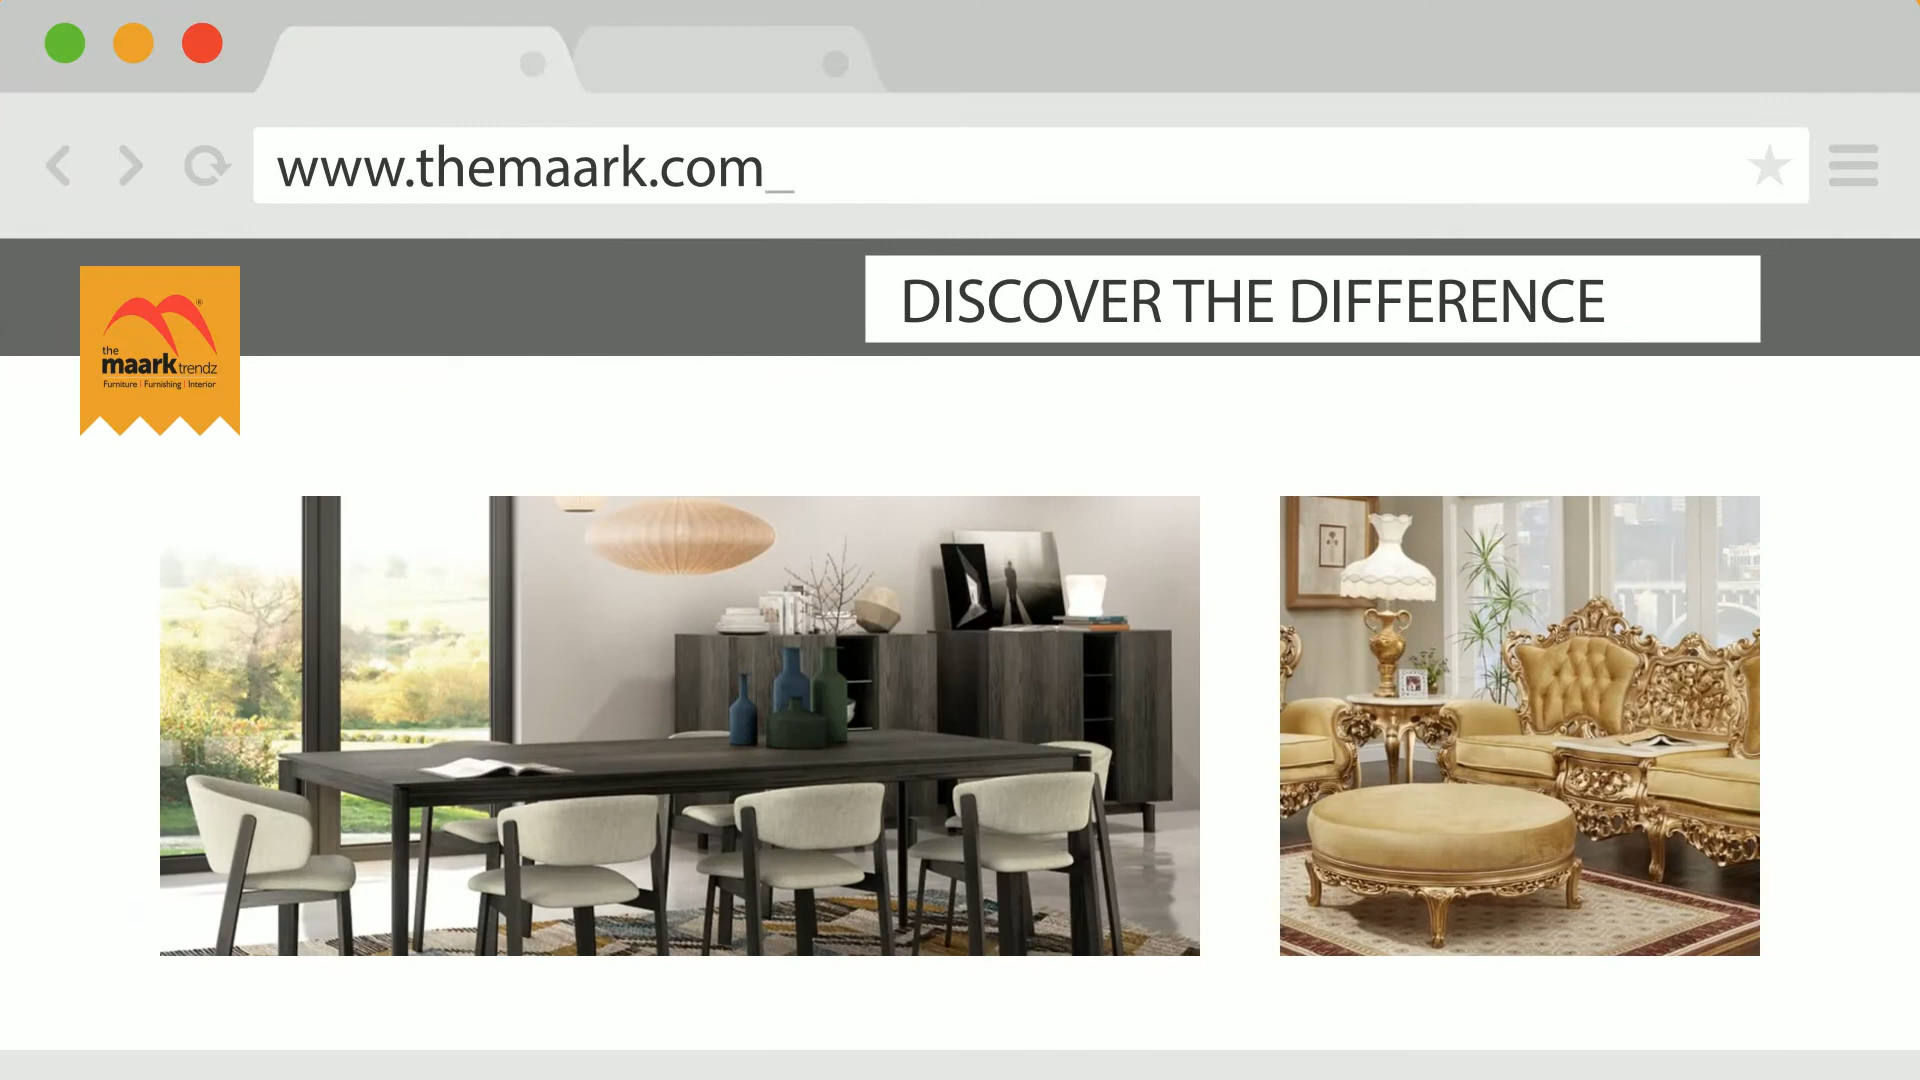 www.themaark.com_
DISCOVER THE DIFFERENCE
®
the
maark trendz
Furniture | Furnishing | Interior